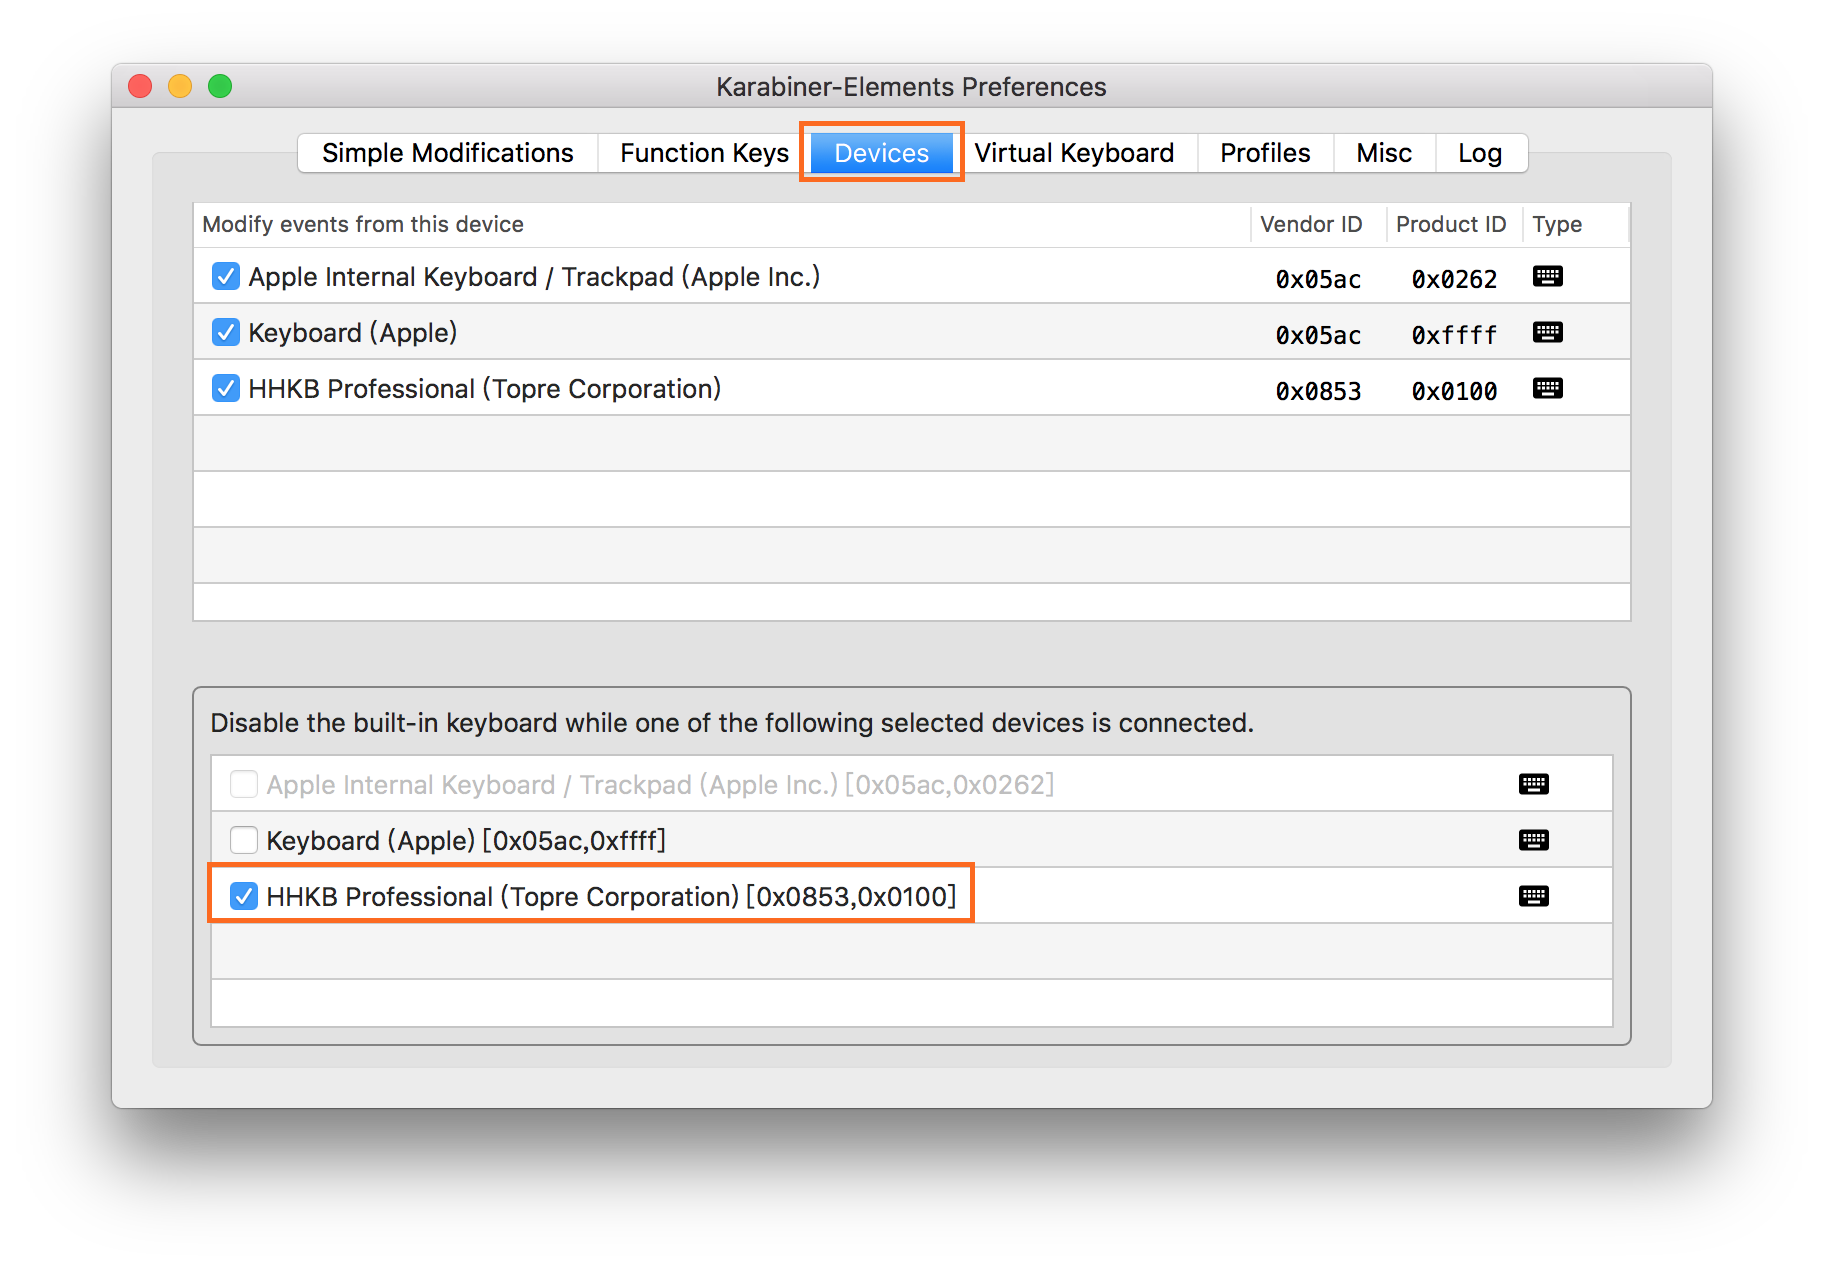 Karabiner-Elements Preferences
Simple Modifications Function Keys Devices Virtual Keyboard Profiles Misc Log
Modify events from this device Vendor ID Product ID Type
Apple Internal Keyboard / Trackpad (Apple Inc.) 0x05ac 0x0262
Keyboard (Apple) 0x05ac 0xffff
HHKB Professional (Topre Corporation) 0x0853 0x0100
Disable the built-in keyboard while one of the following selected devices is connected.
Apple Internal Keyboard / Trackpad (Apple Inc.) [0x05ac,0x0262]
Keyboard (Apple) [0x05ac,0xffff]
HHKB Professional (Topre Corporation) [0x0853,0x0100]